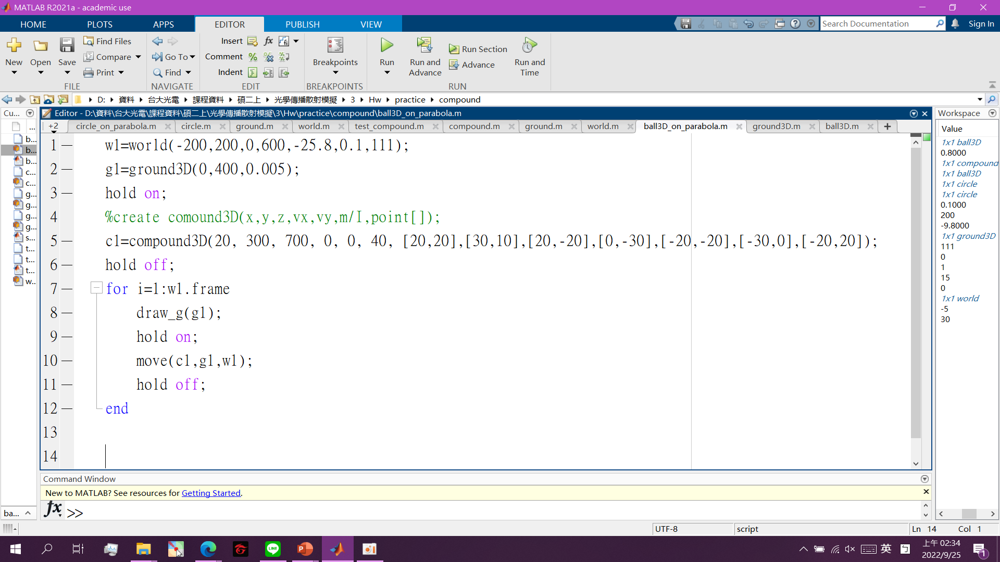 MATLAB R2021a - academic use
HOME PLOTS APPS EDITOR PUBLISH VIEW Search Documentation Sign In
New Open Save Find Files Compare Print
Go To Find
Insert fx
Comment
Indent
Breakpoints
Run Run and Advance Run Section Advance Run and Time
FILE NAVIGATE EDIT BREAKPOINTS RUN
D: 資料 台大光電 課程資料 碩二上 光學傳播散射模擬 3 Hw practice compound
Cu... Editor - D:\資料\台大光電\課程資料\碩二上\光學傳播散射模擬\3\Hw\practice\compound\ball3D_on_parabola.m Workspace
+2 circle_on_parabola.m circle.m ground.m world.m test_compound.m compound.m ground.m world.m ball3D_on_parabola.m ground3D.m ball3D.m +
...
b...
b...
b...
c...
c...
g...
g...
g...
g...
s...
t...
t...
t...
w...
ba...
1 w1=world(-200,200,0,600,-25.8,0.1,111);
2 g1=ground3D(0,400,0.005);
3 hold on;
4 %create comound3D(x,y,z,vx,vy,m/I,point[]);
5 c1=compound3D(20, 300, 700, 0, 0, 40, [20,20],[30,10],[20,-20],[0,-30],[-20,-20],[-30,0],[-20,20]);
6 hold off;
7 for i=1:w1.frame
8 draw_g(g1);
9 hold on;
10 move(c1,g1,w1);
11 hold off;
12 end
13
14
Value
1x1 ball3D
0.8000
1x1 compound
1x1 ball3D
1x1 circle
1x1 circle
0.1000
200
-9.8000
1x1 ground3D
111
0
1
15
0
1x1 world
-5
30
Command Window
New to MATLAB? See resources for Getting Started.
fx >>
UTF-8 script Ln 14 Col 1
LINE 英 上午 02:34
2022/9/25 1